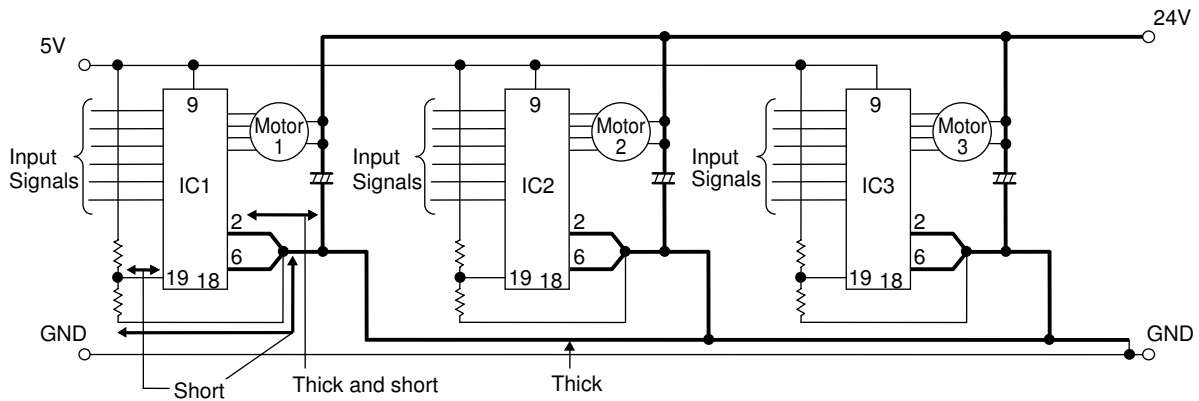 24V
5V
9
9
9
Motor
1
Motor
2
Motor
3
Input
Signals
IC1
Input
Signals
IC2
Input
Signals
IC3
2
2
2
6
6
6
19 18
19 18
19 18
GND
GND
Short
Thick and short
Thick